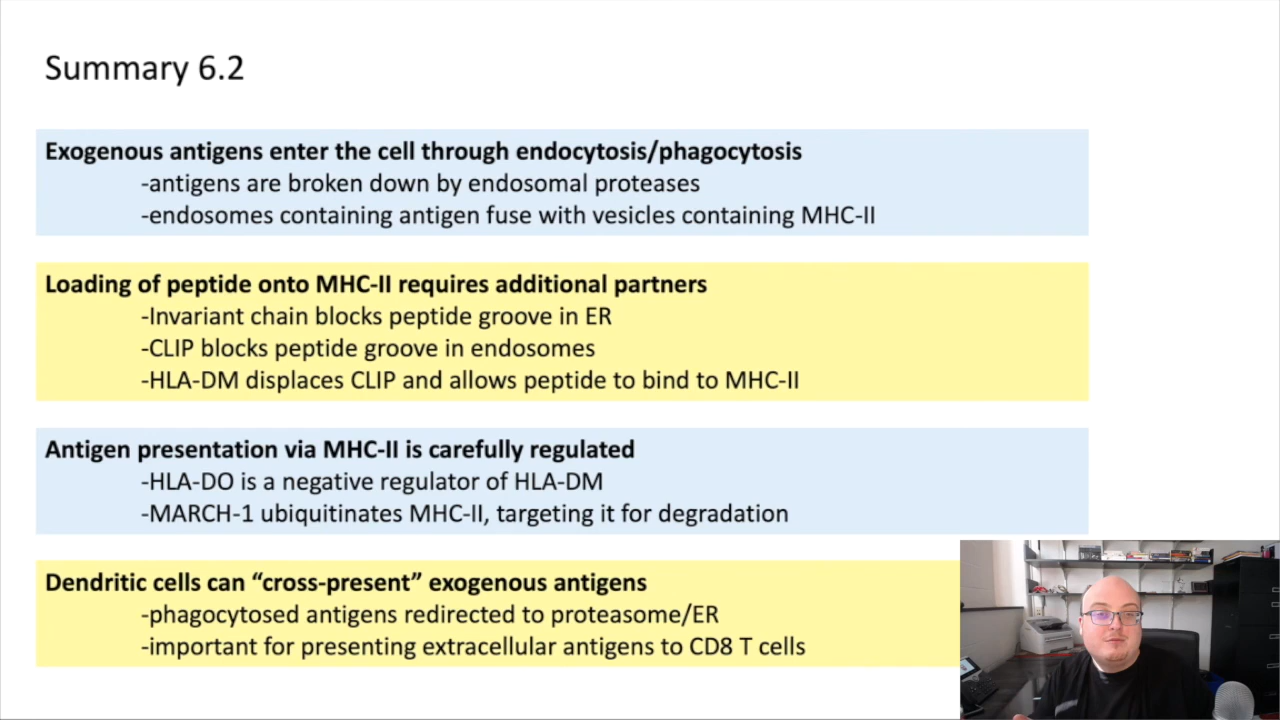 Summary 6.2
Exogenous antigens enter the cell through endocytosis/phagocytosis
-antigens are broken down by endosomal proteases
-endosomes containing antigen fuse with vesicles containing MHC-II
Loading of peptide onto MHC-II requires additional partners
-Invariant chain blocks peptide groove in ER
-CLIP blocks peptide groove in endosomes
-HLA-DM displaces CLIP and allows peptide to bind to MHC-II
Antigen presentation via MHC-II is carefully regulated
-HLA-DO is a negative regulator of HLA-DM
-MARCH-1 ubiquitinates MHC-II, targeting it for degradation
Dendritic cells can “cross-present” exogenous antigens
-phagocytosed antigens redirected to proteasome/ER
-important for presenting extracellular antigens to CD8 T cells